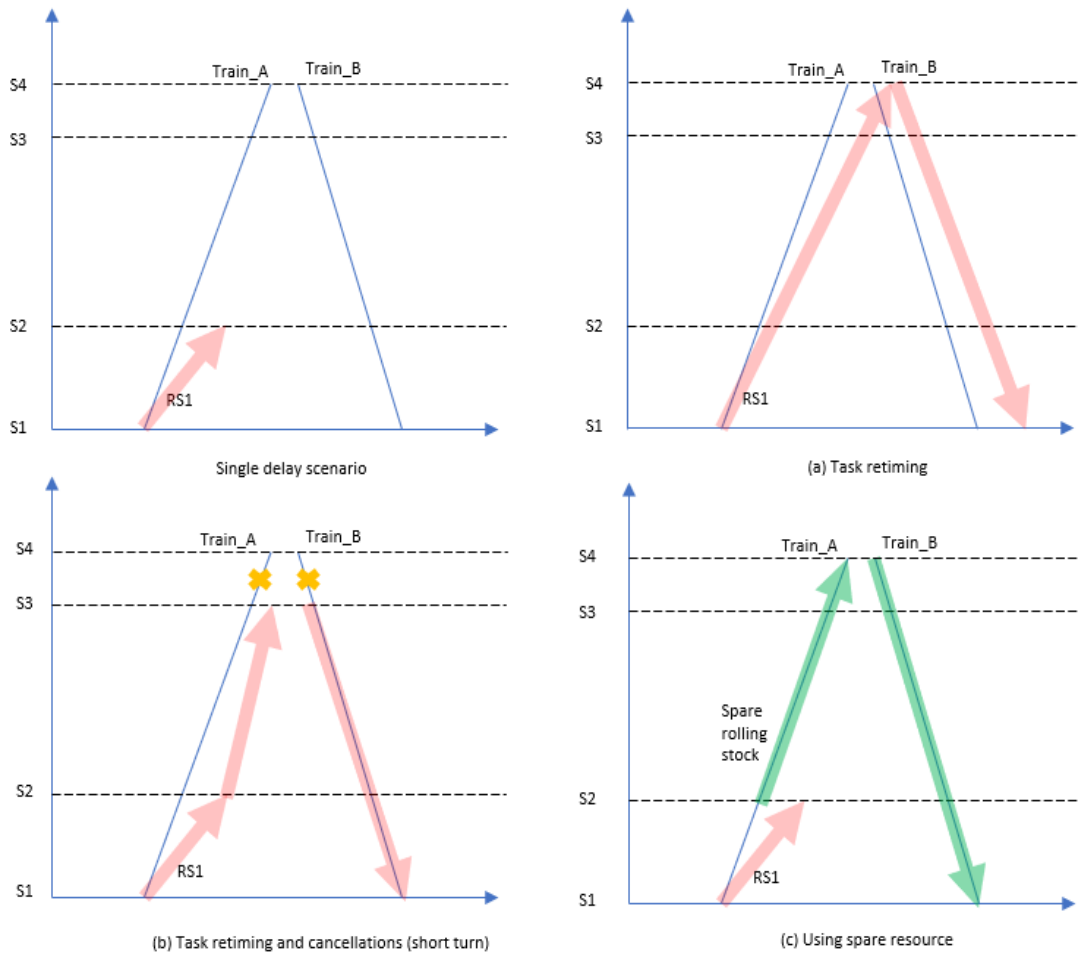 Train_A
Train_B
S4
S3
S2
RS1
S1
Single delay scenario
Train_A
Train_B
S4
S3
S2
RS1
S1
(a) Task retiming
Train_A
Train_B
S4
S3
S2
RS1
S1
(b) Task retiming and cancellations (short turn)
Train_A
Train_B
S4
S3
Spare
rolling
stock
S2
RS1
S1
(c) Using spare resource